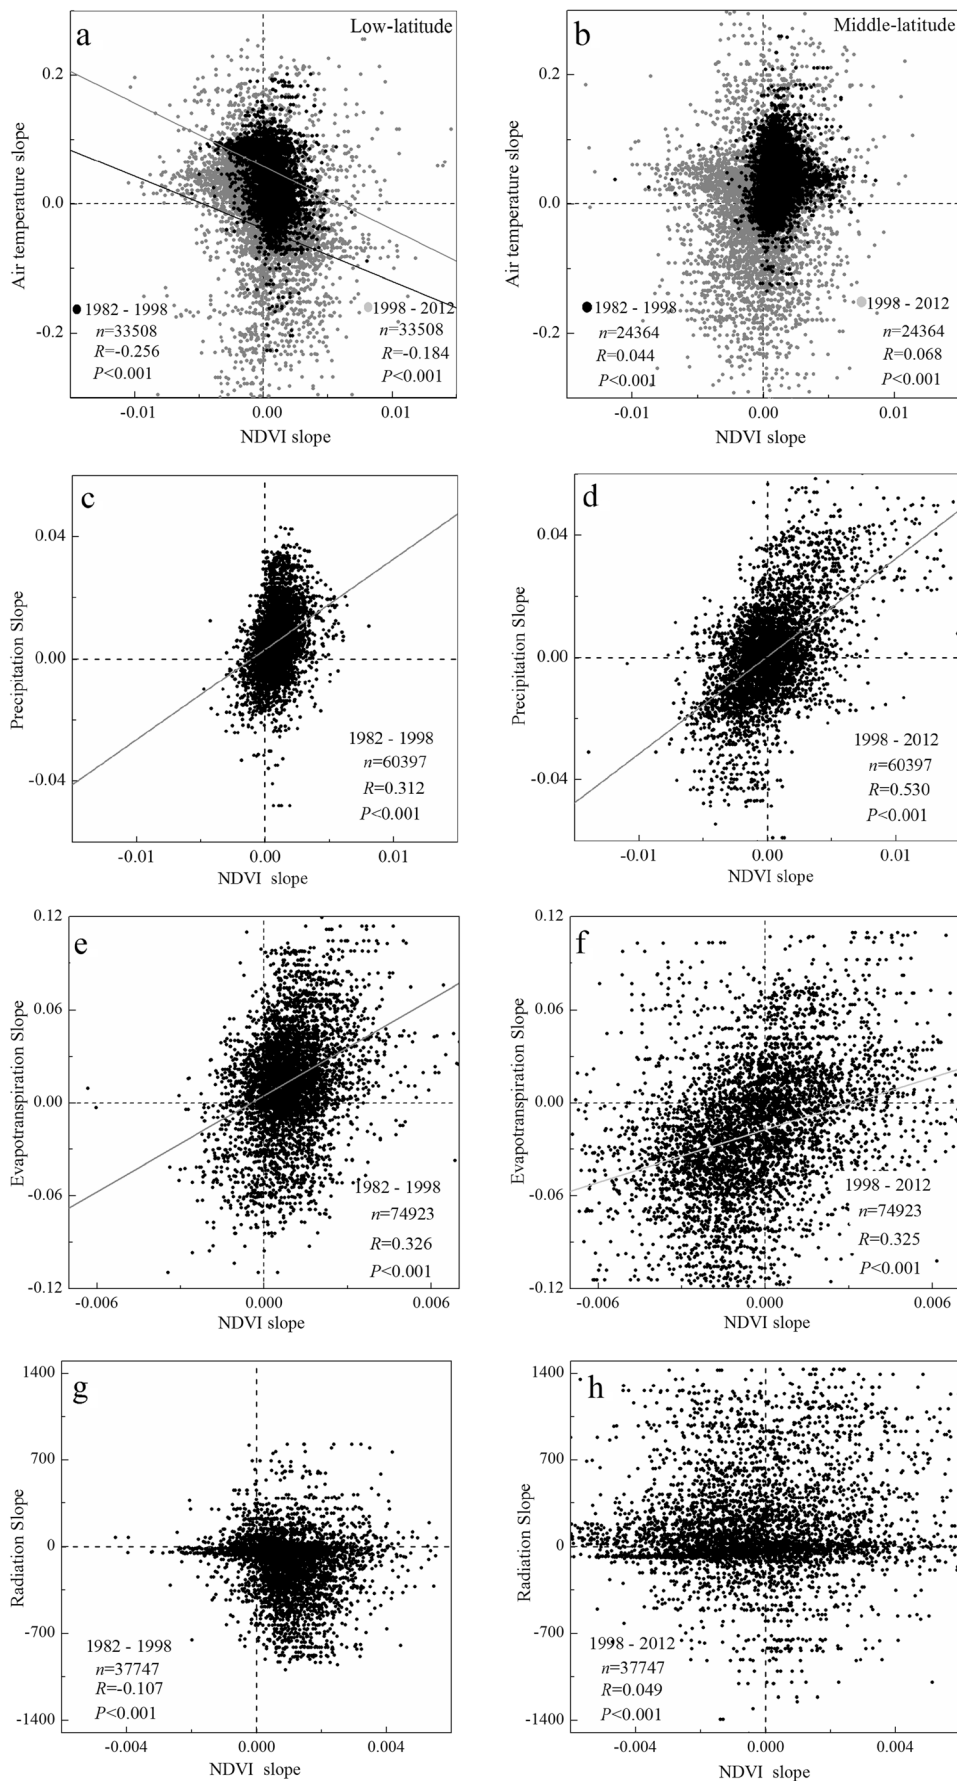 a
Low-latitude
0.2
0.0
-0.2
Air temperature slope
1982 - 1998
n=33508
R=-0.256
P<0.001
1998 - 2012
n=33508
R=-0.184
P<0.001
-0.01
0.00
0.01
NDVI slope
b
Middle-latitude
0.2
0.0
-0.2
Air temperature slope
1982 - 1998
n=24364
R=0.044
P<0.001
1998 - 2012
n=24364
R=0.068
P<0.001
-0.01
0.00
0.01
NDVI slope
c
0.04
0.00
-0.04
Precipitation Slope
1982 - 1998
n=60397
R=0.312
P<0.001
-0.01
0.00
0.01
NDVI slope
d
0.04
0.00
-0.04
Precipitation Slope
1998 - 2012
n=60397
R=0.530
P<0.001
-0.01
0.00
0.01
NDVI slope
e
0.12
0.06
0.00
-0.06
-0.12
Evapotranspiration Slope
1982 - 1998
n=74923
R=0.326
P<0.001
-0.006
0.000
0.006
NDVI slope
f
0.12
0.06
0.00
-0.06
-0.12
Evapotranspiration Slope
1998 - 2012
n=74923
R=0.325
P<0.001
-0.006
0.000
0.006
NDVI slope
g
1400
700
0
-700
-1400
Radiation Slope
1982 - 1998
n=37747
R=-0.107
P<0.001
-0.004
0.000
0.004
NDVI slope
h
1400
700
0
-700
-1400
Radiation Slope
1998 - 2012
n=37747
R=0.049
P<0.001
-0.004
0.000
0.004
NDVI slope